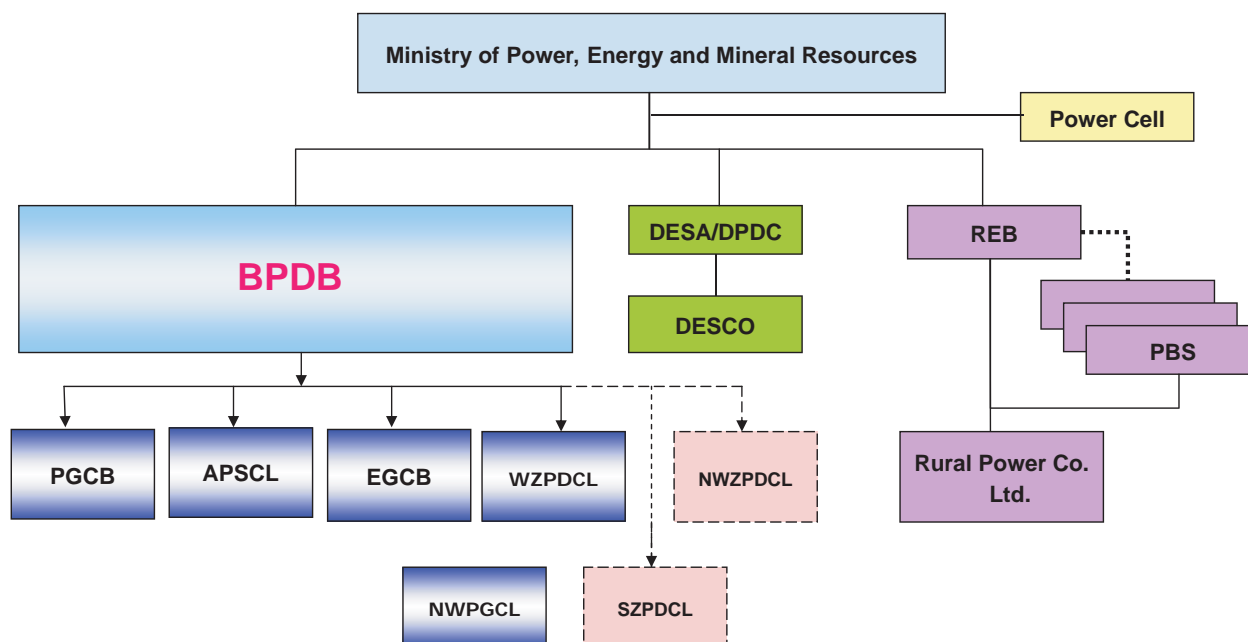 Ministry of Power, Energy and Mineral Resources
Power Cell
BPDB
DESA/DPDC
REB
DESCO
PBS
PGCB
APSCL
EGCB
WZPDCL
NWZPDCL
Rural Power Co.
Ltd.
NWPGCL
SZPDCL